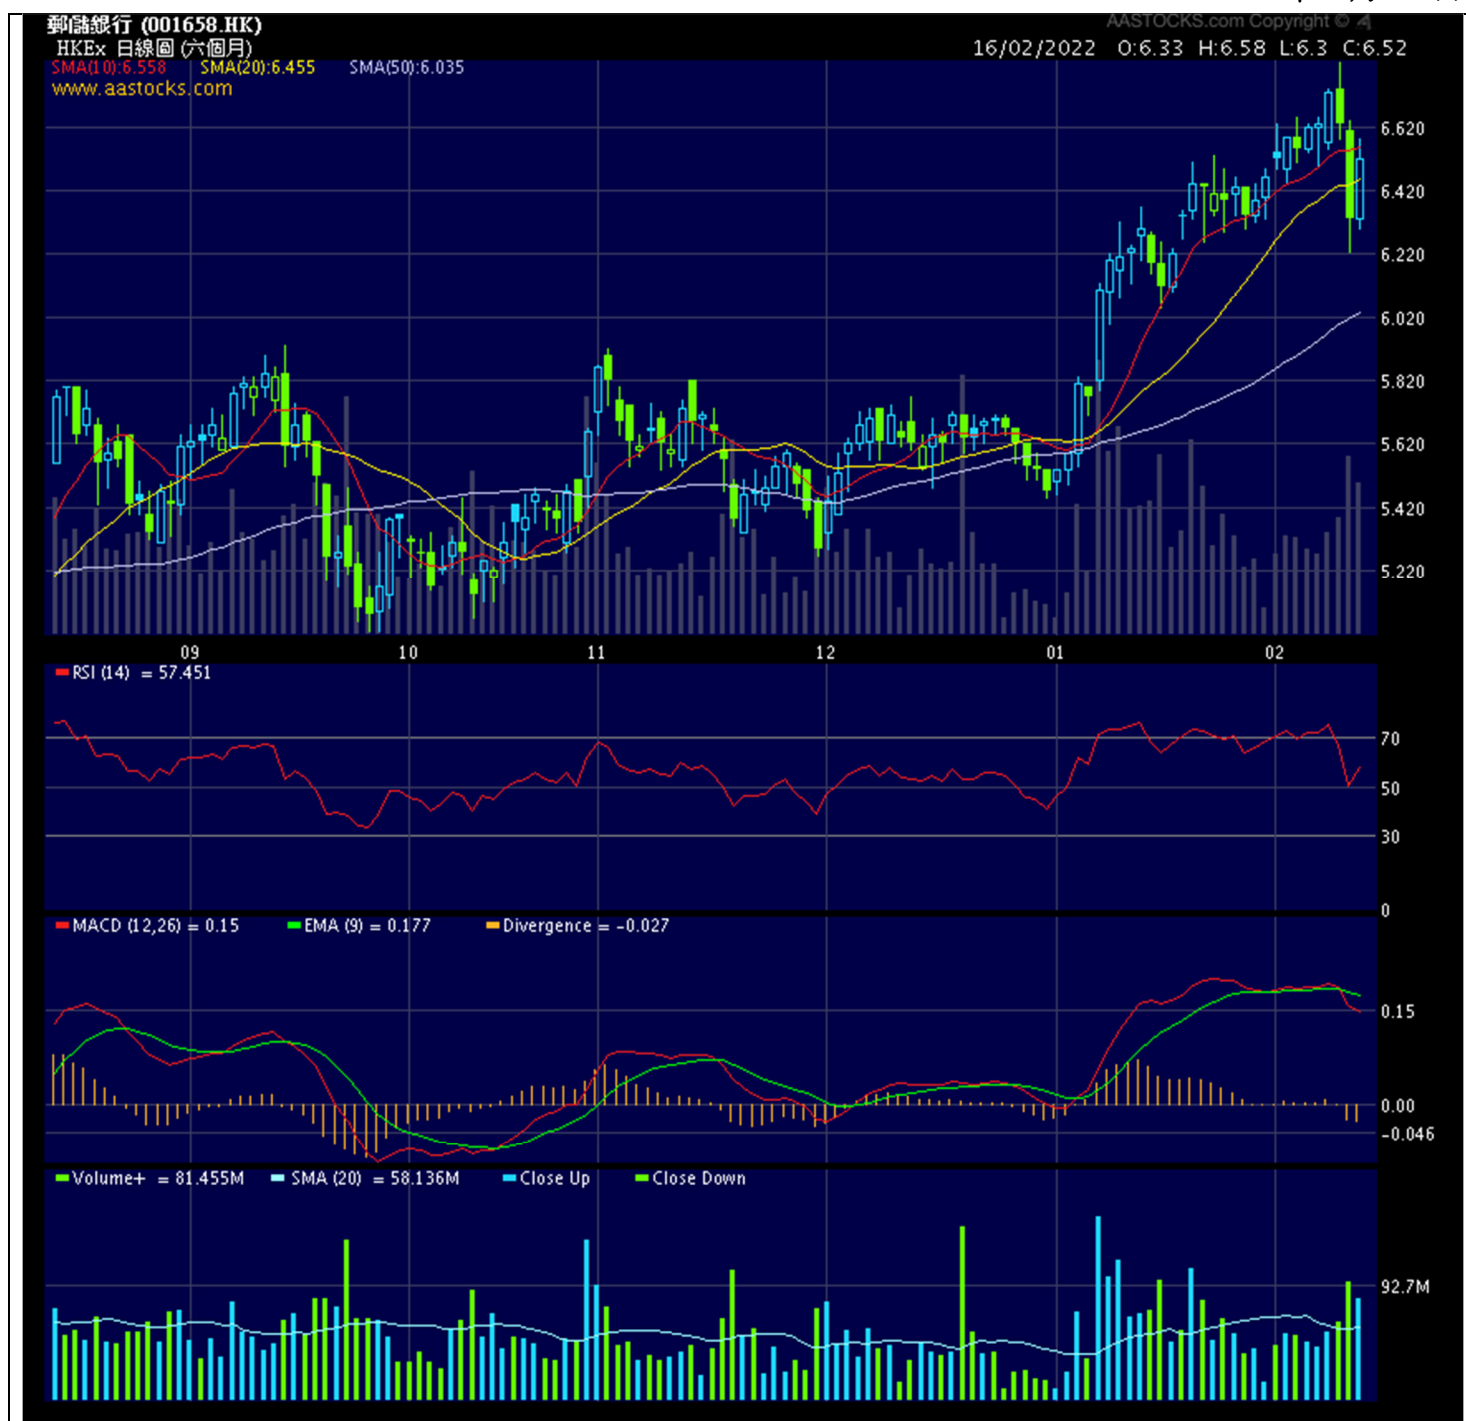 AASTOCKS.com Copyright ©
郵儲銀行 (001658.HK)
HKEx 日線圖 (六個月)
16/02/2022 O:6.33 H:6.58 L:6.3 C:6.52
SMA(10):6.558 SMA(20):6.455 SMA(50):6.035
www.aastocks.com
6.620
6.420
6.220
6.020
5.820
5.620
5.420
5.220
09 10 11 12 01 02
RSI (14) = 57.451
70
50
30
0
MACD (12,26) = 0.15 EMA (9) = 0.177 Divergence = -0.027
0.15
0.00
-0.046
Volume+ = 81.455M SMA (20) = 58.136M Close Up Close Down
92.7M